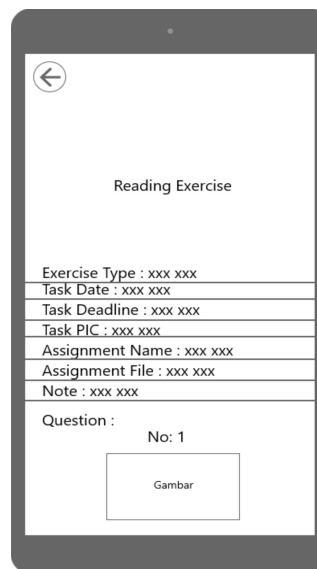 Reading Exercise
Exercise Type : xxx xxx
Task Date : xxx xxx
Task Deadline : xxx xxx
Task PIC : xxx xxx
Assignment Name : xxx xxx
Assignment File : xxx xxx
Note : xxx xxx
Question :
No: 1
Gambar